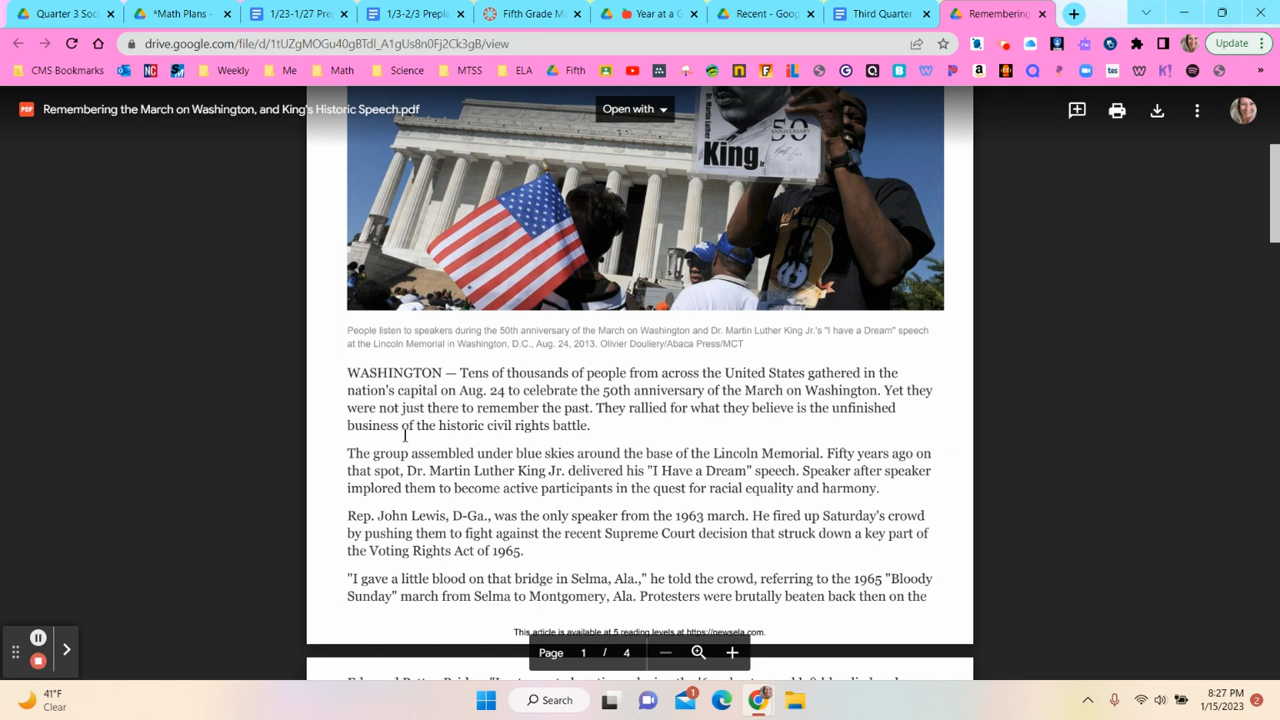 Quarter 3 Soc
*Math Plans -
1/23-1/27 Pre
1/3-2/3 Prepla
Fifth Grade M
Year at a G
Recent - Goog
Third Quarter
Remembering
drive.google.com/file/d/1tUZgMOGu40gBTdl_A1gUs8n0Fj2Ck3gB/view
Update
CMS Bookmarks
Weekly
Me
Math
Science
MTSS
ELA
Fifth
PDF
Remembering the March on Washington, and King's Historic Speech.pdf
Open with
50
ANNIVERSARY
King Jr.
People listen to speakers during the 50th anniversary of the March on Washington and Dr. Martin Luther King Jr.'s "I have a Dream" speech
at the Lincoln Memorial in Washington, D.C., Aug. 24, 2013. Olivier Douliery/Abaca Press/MCT
WASHINGTON — Tens of thousands of people from across the United States gathered in the
nation's capital on Aug. 24 to celebrate the 50th anniversary of the March on Washington. Yet they
were not just there to remember the past. They rallied for what they believe is the unfinished
business of the historic civil rights battle.
The group assembled under blue skies around the base of the Lincoln Memorial. Fifty years ago on
that spot, Dr. Martin Luther King Jr. delivered his "I Have a Dream" speech. Speaker after speaker
implored them to become active participants in the quest for racial equality and harmony.
Rep. John Lewis, D-Ga., was the only speaker from the 1963 march. He fired up Saturday's crowd
by pushing them to fight against the recent Supreme Court decision that struck down a key part of
the Voting Rights Act of 1965.
"I gave a little blood on that bridge in Selma, Ala.," he told the crowd, referring to the 1965 "Bloody
Sunday" march from Selma to Montgomery, Ala. Protesters were brutally beaten back then on the
This article is available at 5 reading levels at https://newsela.com.
Page 1 / 4
41°F
Clear
Search
8:27 PM
1/15/2023